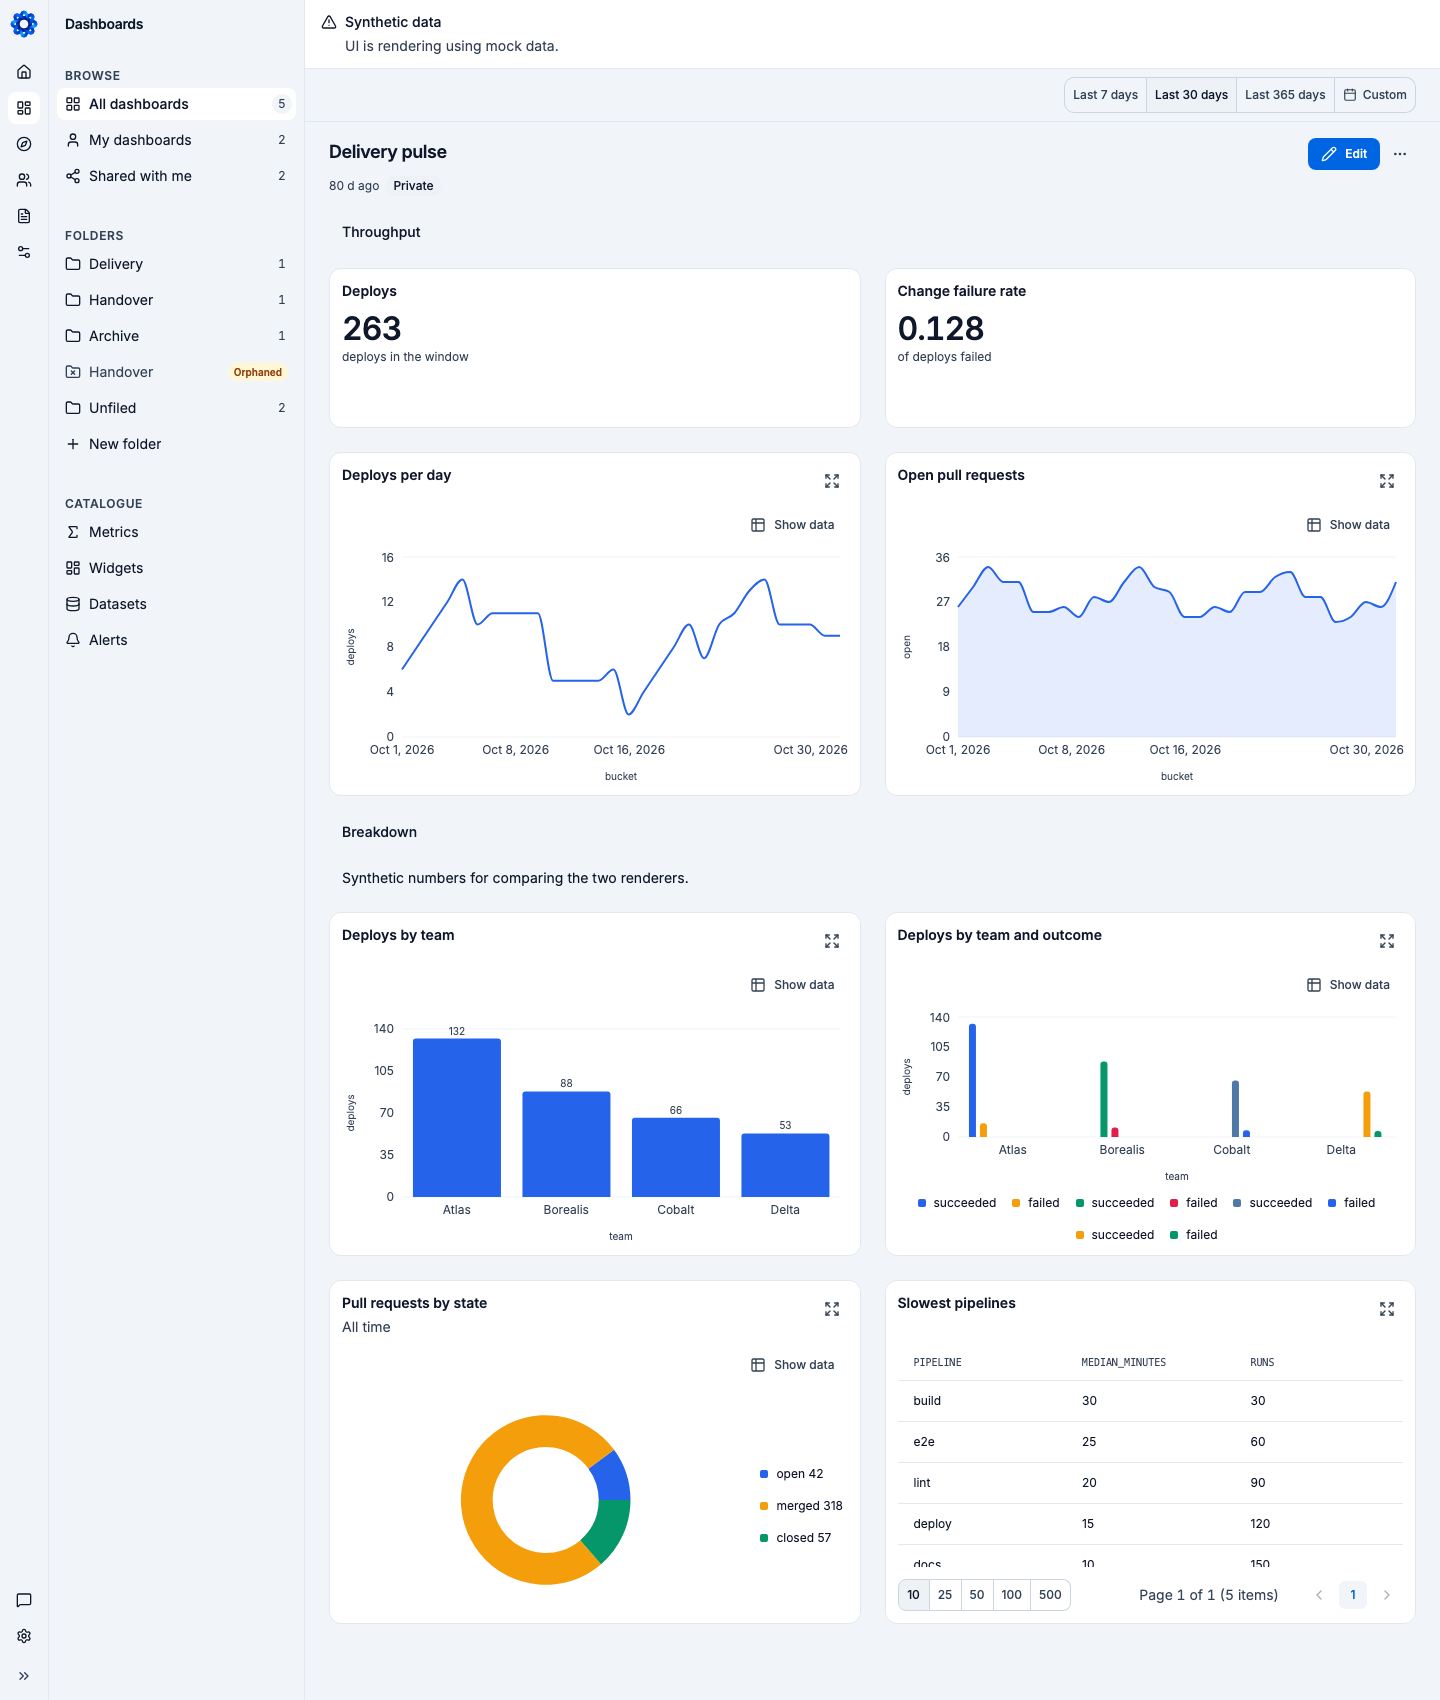 Dashboards
BROWSE
All dashboards 5
My dashboards 2
Shared with me 2
FOLDERS
Delivery 1
Handover 1
Archive 1
Handover Orphaned
Unfiled 2
New folder
CATALOGUE
Metrics
Widgets
Datasets
Alerts
Synthetic data
UI is rendering using mock data.
Last 7 days Last 30 days Last 365 days Custom
Delivery pulse
Edit
80 d ago Private
Throughput
Deploys
263
deploys in the window
Change failure rate
0.128
of deploys failed
Deploys per day
Show data
16
12
8
4
0
deploys
Oct 1, 2026 Oct 8, 2026 Oct 16, 2026 Oct 30, 2026
bucket
Open pull requests
Show data
36
27
18
9
0
open
Oct 1, 2026 Oct 8, 2026 Oct 16, 2026 Oct 30, 2026
bucket
Breakdown
Synthetic numbers for comparing the two renderers.
Deploys by team
Show data
140
105
70
35
0
deploys
132
88
66
53
Atlas Borealis Cobalt Delta
team
Deploys by team and outcome
Show data
140
105
70
35
0
deploys
Atlas Borealis Cobalt Delta
team
succeeded failed succeeded failed succeeded failed
succeeded failed
Pull requests by state
All time
Show data
open 42
merged 318
closed 57
Slowest pipelines
PIPELINE MEDIAN_MINUTES RUNS
build 30 30
e2e 25 60
lint 20 90
deploy 15 120
docs 10 150
10 25 50 100 500
Page 1 of 1 (5 items)
1